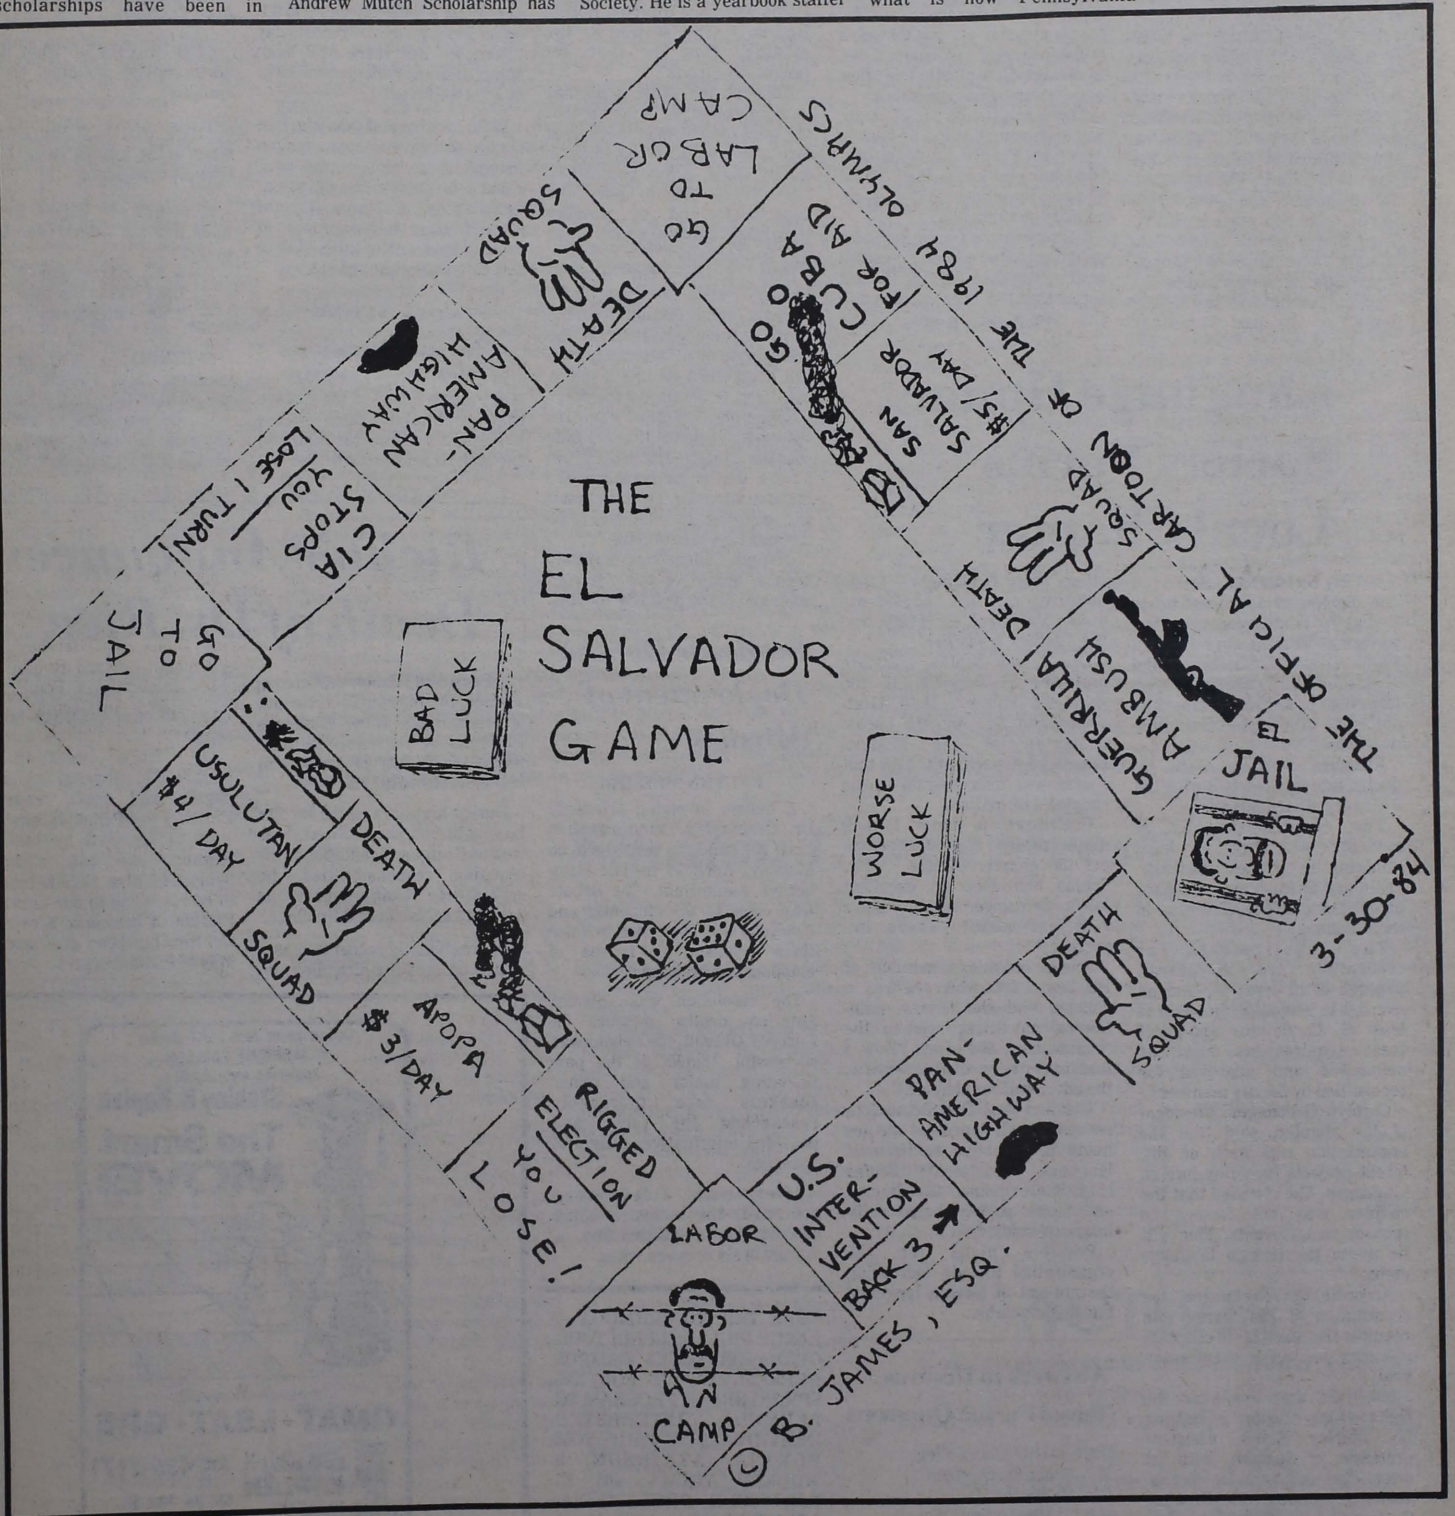 scholarships have been in Andrew Mutch Scholarship has Society. He is a yearbook staffer what is now Pennsylvania
GO
TO
LABOR
CAMP
GO TO
CUBA
FOR AID
SAN
SALVADOR
$5/DAY
DEATH
SQUAD
GUERRILLA
AMBUSH
JAIL
DEATH
SQUAD
PAN-
AMERICAN
HIGHWAY
U.S.
INTER-
VENTION
BACK 3
LABOR
CAMP
RIGGED
ELECTION
YOU
LOSE!
APOPA
$3/DAY
DEATH
SQUAD
USULUTAN
$4/DAY
GO
TO
JAIL
CIA
STOPS
YOU
LOSE 1 TURN
PAN-
AMERICAN
HIGHWAY
DEATH
SQUAD
THE
EL
SALVADOR
GAME
BAD
LUCK
WORSE
LUCK
THE OFFICIAL CARTOON OF THE 1984 OLYMPICS
3-30-84
© B. JAMES, ESQ.